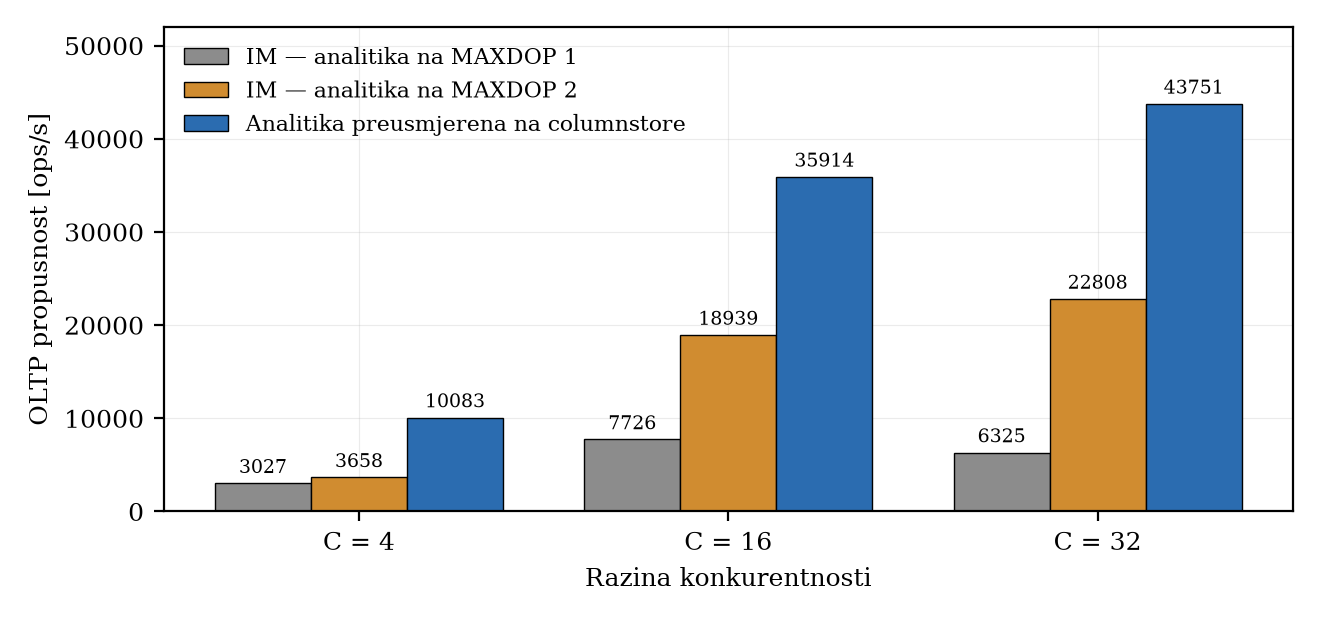 IM — analitika na MAXDOP 1
IM — analitika na MAXDOP 2
Analitika preusmjerena na columnstore
OLTP propusnost [ops/s]
50000
40000
30000
20000
10000
0
3027
3658
10083
7726
18939
35914
6325
22808
43751
C = 4
C = 16
C = 32
Razina konkurentnosti